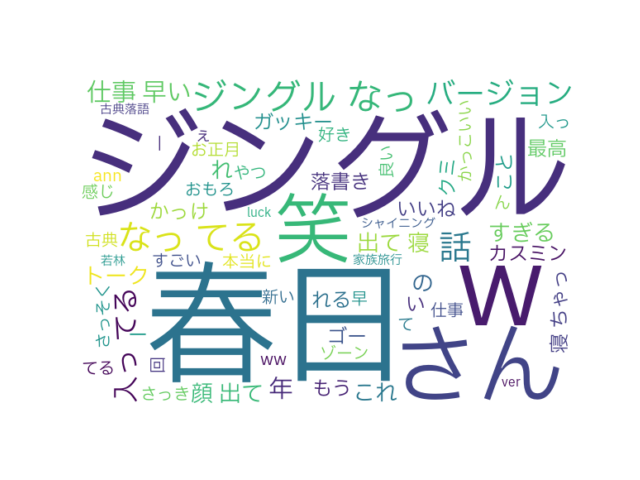 仕事 早い ジングル なっ バージョン
古典落語 ガッキー 好き 良い かっこいい 入っ
ー ぇ お正月 れ やっ 最高
ジングル
ann 落書き クミ こと
感じ おもろ いいね ん
かっけ luck シャイニング
古典 なっ てる 笑 出て 寝 話 すぎる
若林 すごい 本当に 家族旅行 カスミン
トーク の
春日 w さん
さっそく 入っ てる ー 新い れる 早 い 仕事 寝 ちゃっ
ゴー て
てる 回 ww ゾーン
さっき 顔 出て 年 もう これ ver